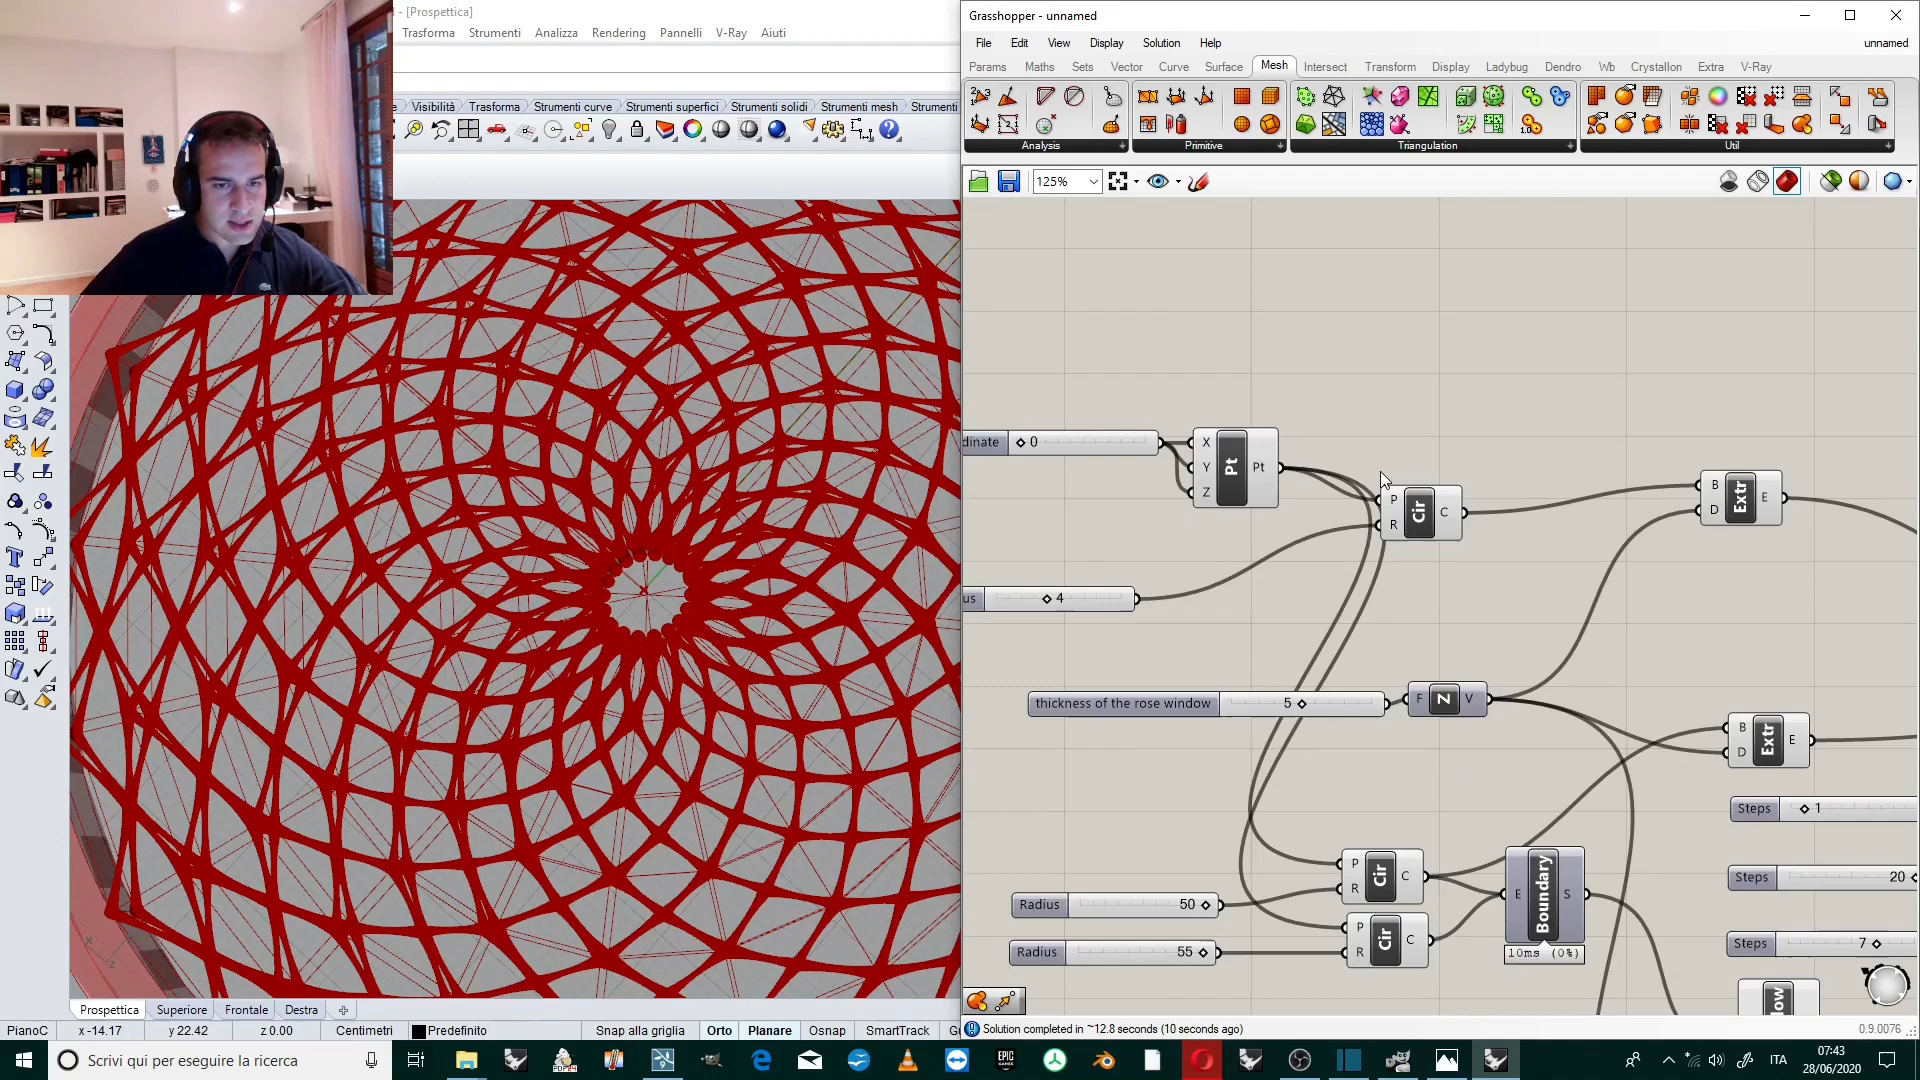 - [Prospettica]
Trasforma Strumenti Analizza Rendering Pannelli V-Ray Aiuti
Visibilità Trasforma Strumenti curve Strumenti superfici Strumenti solidi Strumenti mesh Strumenti
Grasshopper - unnamed
File Edit View Display Solution Help
unnamed
Params Maths Sets Vector Curve Surface Mesh Intersect Transform Display Ladybug Dendro Wb Crystallon Extra V-Ray
Analysis Primitive Triangulation Util
125%
dinate 0
X Y Z Pt Pt
P R Cir C
B D Extr E
us 4
thickness of the rose window 5
F Z V
B D Extr E
Steps 1
Steps 20
Steps 7
Radius 50
P R Cir C
Radius 55
P R Cir C
E Boundary S
10ms (0%)
Prospettica Superiore Frontale Destra
PianoC x -14.17 y 22.42 z 0.00 Centimetri Predefinito Snap alla griglia Orto Planare Osnap SmartTrack
Solution completed in ~12.8 seconds (10 seconds ago)
0.9.0076
Scrivi qui per eseguire la ricerca
ITA
07:43
28/06/2020